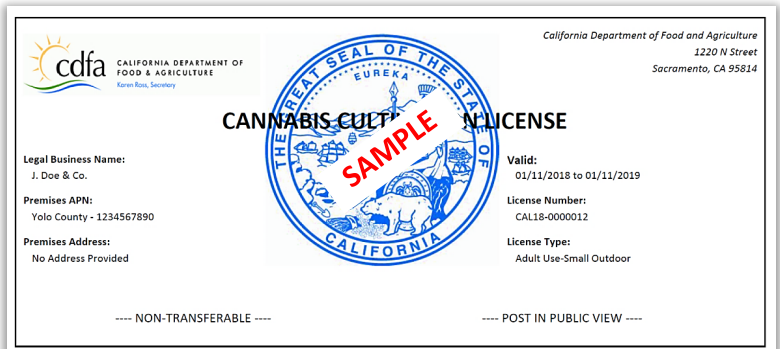 California Department of Food and Agriculture
1220 N Street
Sacramento, CA 95814
cdfa
CALIFORNIA DEPARTMENT OF
FOOD & AGRICULTURE
Karen Ross, Secretary
THE GREAT SEAL OF THE STATE OF CALIFORNIA
EUREKA
CANNABIS CULTI N LICENSE
SAMPLE
Legal Business Name:
J. Doe & Co.
Premises APN:
Yolo County - 1234567890
Premises Address:
No Address Provided
Valid:
01/11/2018 to 01/11/2019
License Number:
CAL18-0000012
License Type:
Adult Use-Small Outdoor
---- NON-TRANSFERABLE ----
---- POST IN PUBLIC VIEW ----